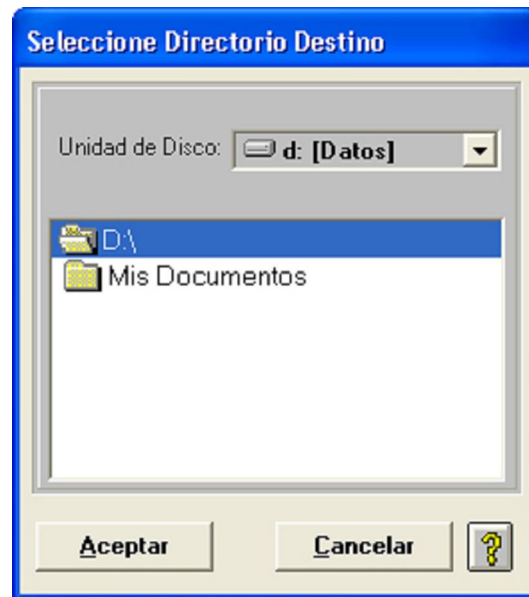 Seleccione Directorio Destino
Unidad de Disco: d: [Datos]
D:\
Mis Documentos
Aceptar Cancelar ?